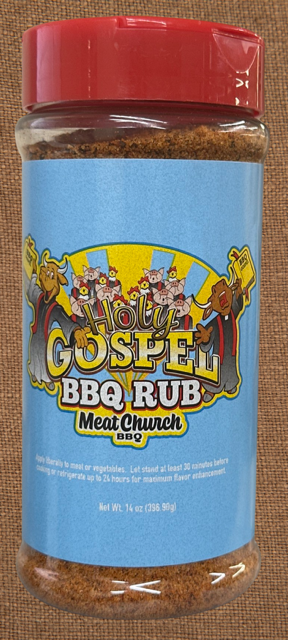 Holy
GOSPEL
BBQ RUB
Meat Church
BBQ
liberally to meat or vegetables. Let stand at least 30 minutes before
cooking or refrigerate up to 24 hours for maximum flavor enhancement.
Net Wt. 14 oz (396.90g)